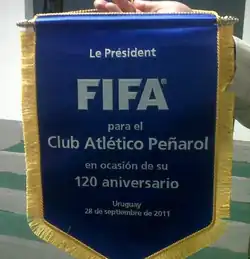 Le Président
FIFA®
para el
Club Atlético Peñarol
en ocasión de su
120 aniversario
Uruguay
28 de septiembre de 2011